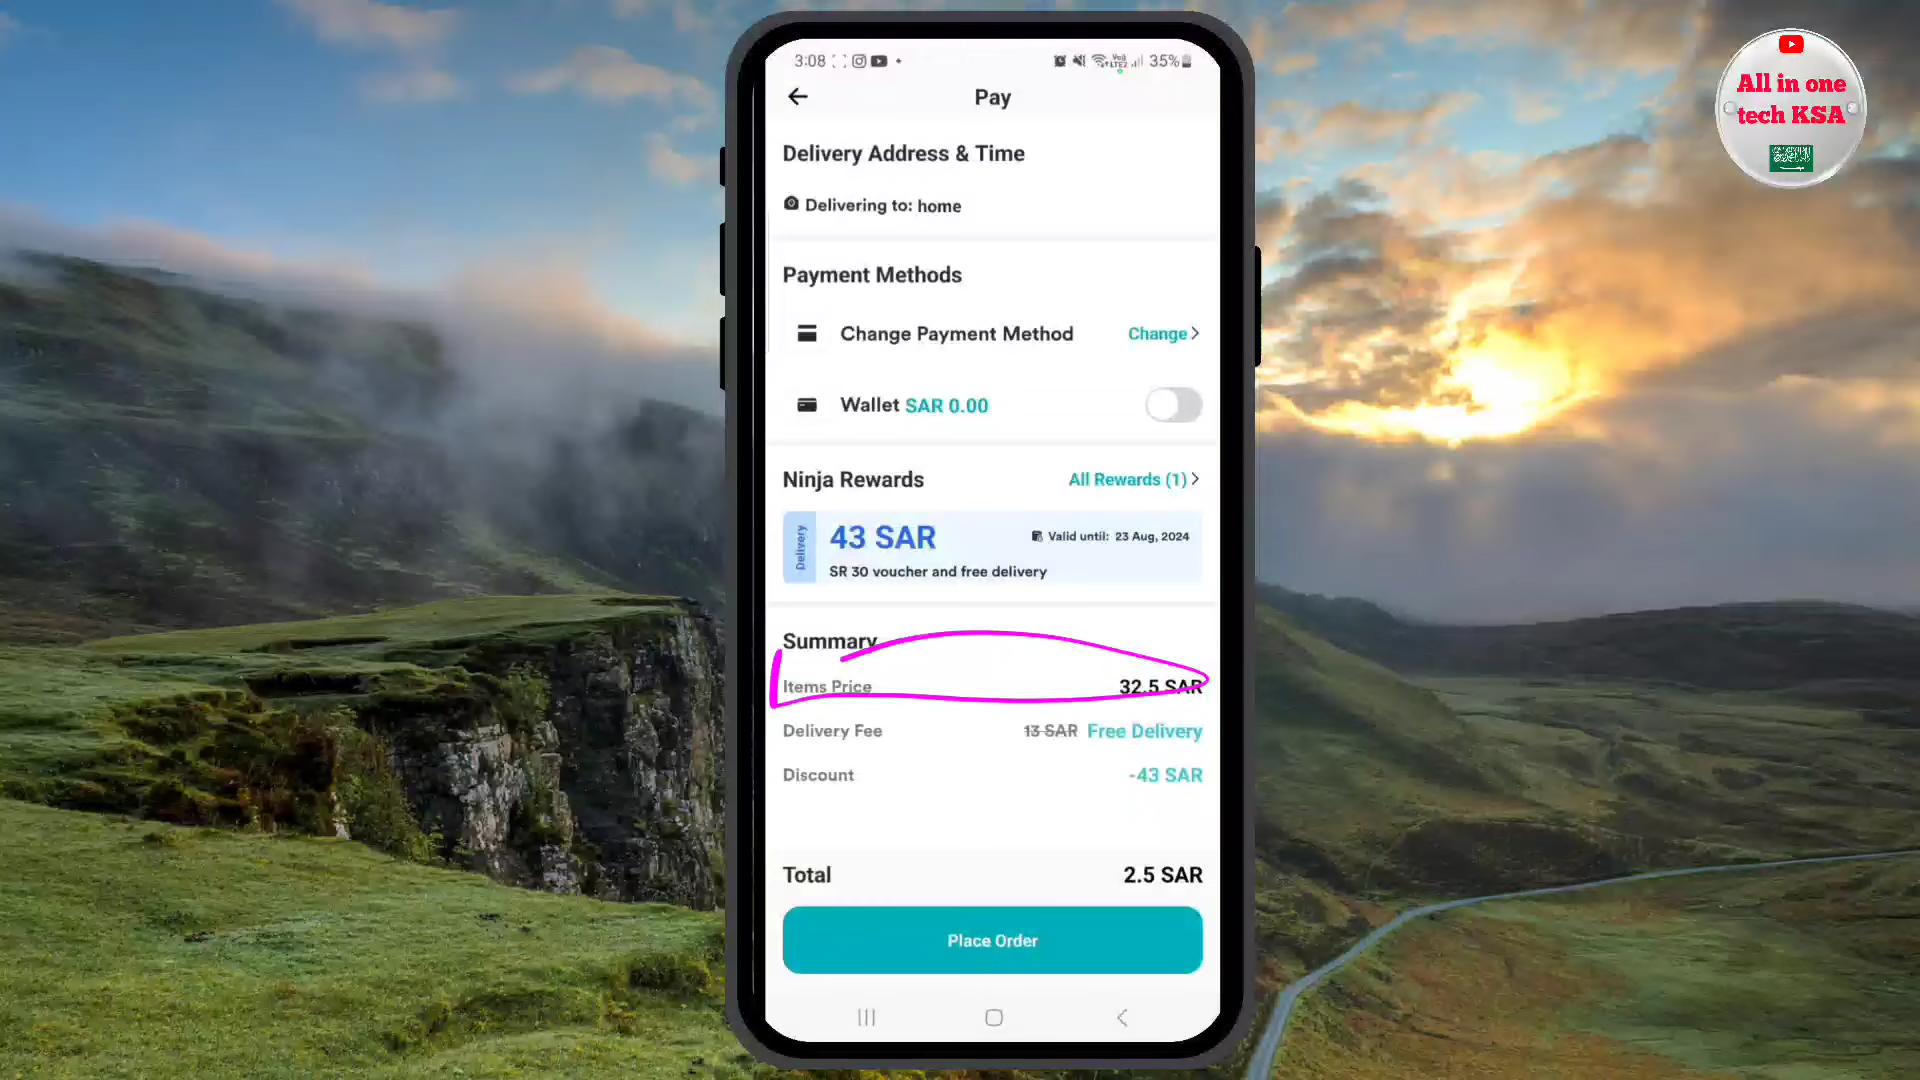 3:08
VoB
LTE2
35%
Pay
Delivery Address & Time
Delivering to: home
Payment Methods
Change Payment Method
Change
Wallet SAR 0.00
Ninja Rewards
All Rewards (1)
Delivery
43 SAR
Valid until: 23 Aug, 2024
SR 30 voucher and free delivery
Summary
Items Price
32.5 SAR
Delivery Fee
13 SAR Free Delivery
Discount
-43 SAR
Total
2.5 SAR
Place Order
All in one
tech KSA